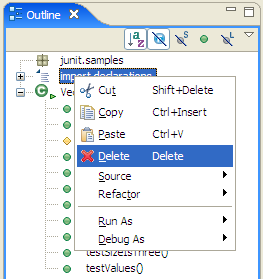 Outline
junit.samples
import declarations
Cut Shift+Delete
Copy Ctrl+Insert
Paste Ctrl+V
Delete Delete
Source
Refactor
Run As
Debug As
testSizeIsThree()
testValues()